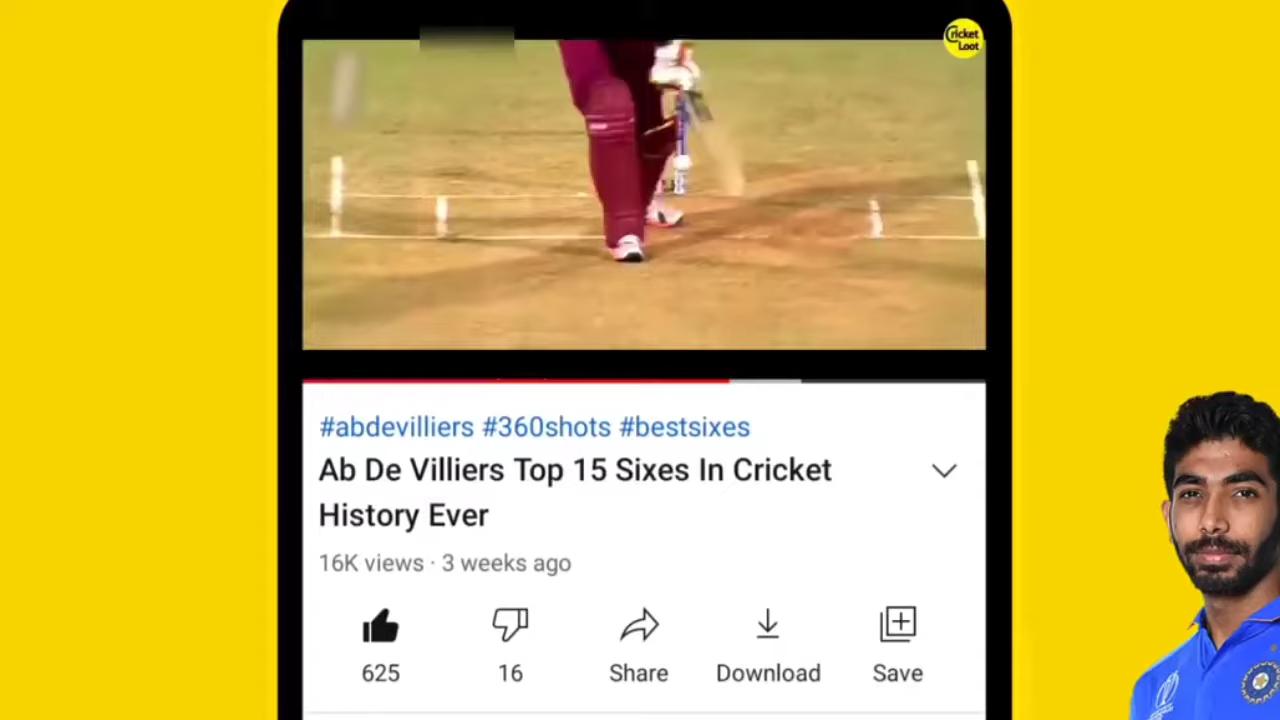 Cricket
Loot
#abdevilliers #360shots #bestsixes
Ab De Villiers Top 15 Sixes In Cricket
History Ever
16K views · 3 weeks ago
625
16
Share
Download
Save